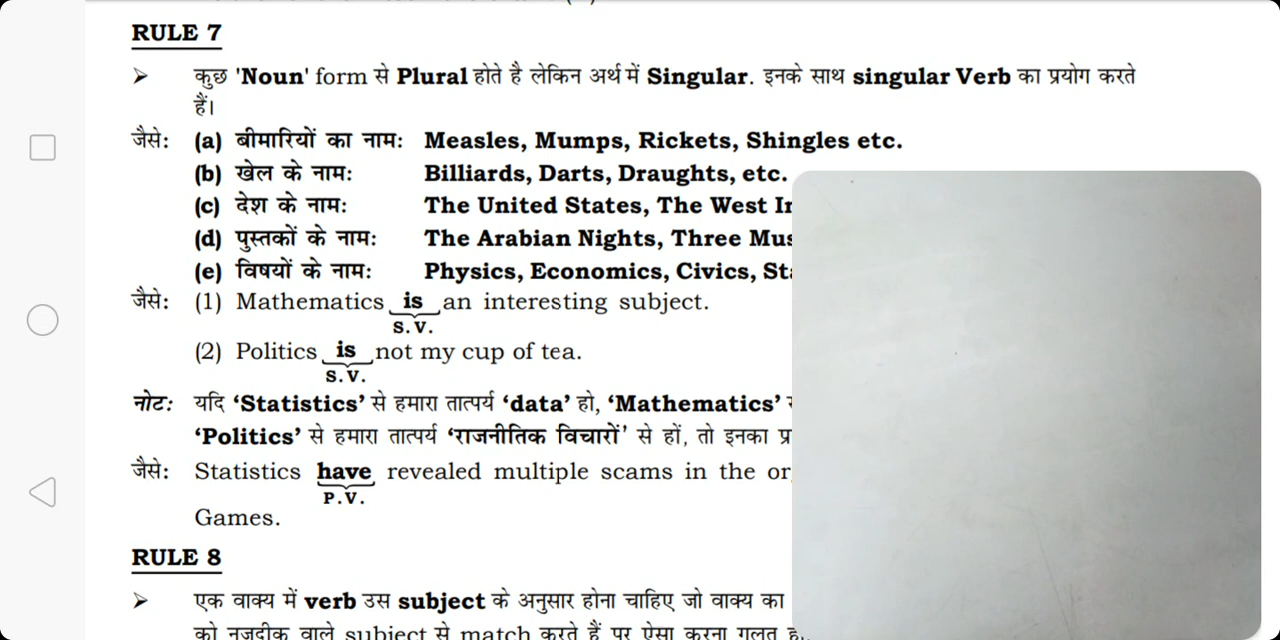 RULE 7
➢ कुछ 'Noun' form से Plural होते है लेकिन अर्थ में Singular. इनके साथ singular Verb का प्रयोग करते
हैं।
जैसे: (a) बीमारियों का नाम: Measles, Mumps, Rickets, Shingles etc.
(b) खेल के नाम: Billiards, Darts, Draughts, etc.
(c) देश के नाम: The United States, The West
(d) पुस्तकों के नाम: The Arabian Nights, Three
(e) विषयों के नाम: Physics, Economics, Civics,
जैसे: (1) Mathematics is an interesting subject.
S.V.
(2) Politics is not my cup of tea.
S.V.
नोट: यदि ‘Statistics’ से हमारा तात्पर्य ‘data’ हो, ‘Mathematics’
‘Politics’ से हमारा तात्पर्य ‘राजनीतिक विचारों’ से हों, तो इनका
जैसे: Statistics have revealed multiple scams in the
P.V.
Games.
RULE 8
➢ एक वाक्य में verb उस subject के अनुसार होना चाहिए जो वाक्य का
को नजदीक वाले subject से match करते हैं पर ऐसा करना गलत